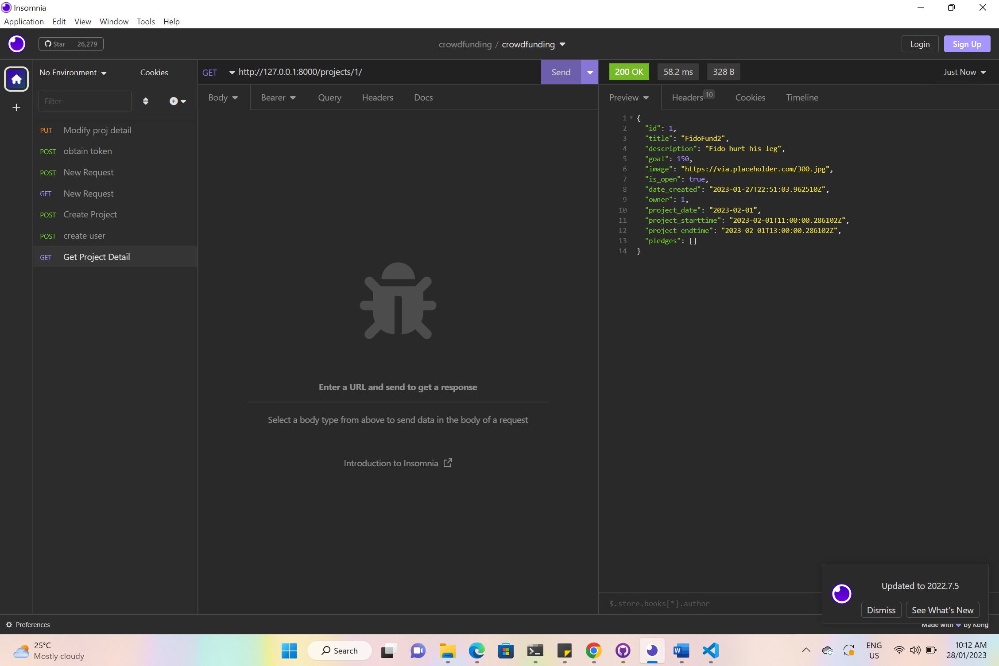 Insomnia
Application Edit View Window Tools Help
Star 26,279
crowdfunding / crowdfunding
Login Sign Up
No Environment Cookies
GET http://127.0.0.1:8000/projects/1/ Send
200 OK 58.2 ms 328 B Just Now
Filter
Body Bearer Query Headers Docs
Preview Headers 10 Cookies Timeline
PUT Modify proj detail
POST obtain token
POST New Request
GET New Request
POST Create Project
POST create user
GET Get Project Detail
Enter a URL and send to get a response
Select a body type from above to send data in the body of a request
Introduction to Insomnia
1 {
2 "id": 1,
3 "title": "FidoFund2",
4 "description": "Fido hurt his leg",
5 "goal": 150,
6 "image": "https://via.placeholder.com/300.jpg",
7 "is_open": true,
8 "date_created": "2023-01-27T22:51:03.962510Z",
9 "owner": 1,
10 "project_date": "2023-02-01",
11 "project_starttime": "2023-02-01T11:00:00.286102Z",
12 "project_endtime": "2023-02-01T13:00:00.286102Z",
13 "pledges": []
14 }
$.store.books[*].author
Updated to 2022.7.5
Dismiss See What's New
Preferences
Made with by Kong
25°C
Mostly cloudy
Search
ENG
US
10:12 AM
28/01/2023